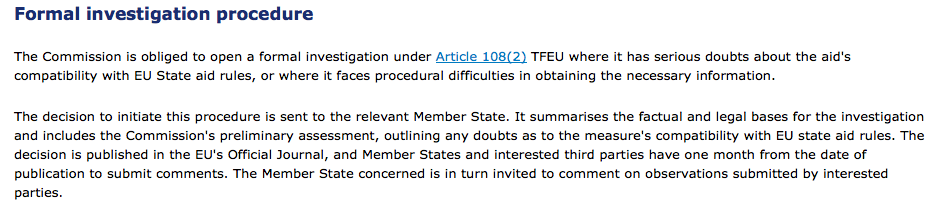 Formal investigation procedure
The Commission is obliged to open a formal investigation under Article 108(2) TFEU where it has serious doubts about the aid's
compatibility with EU State aid rules, or where it faces procedural difficulties in obtaining the necessary information.
The decision to initiate this procedure is sent to the relevant Member State. It summarises the factual and legal bases for the investigation
and includes the Commission's preliminary assessment, outlining any doubts as to the measure's compatibility with EU state aid rules. The
decision is published in the EU's Official Journal, and Member States and interested third parties have one month from the date of
publication to submit comments. The Member State concerned is in turn invited to comment on observations submitted by interested
parties.